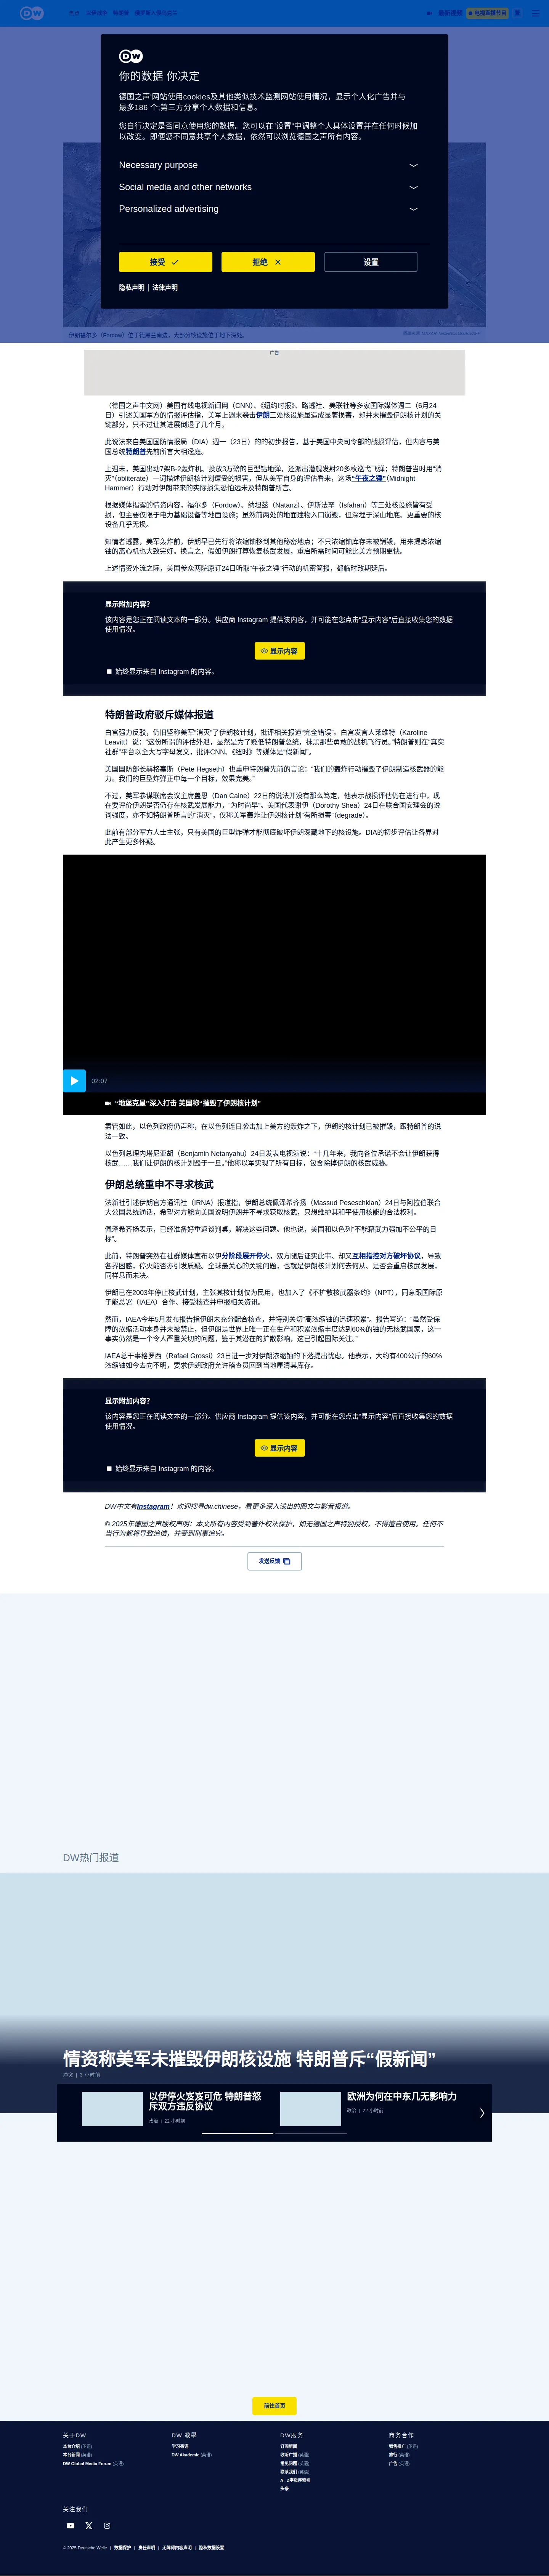 DW
你的数据 你决定
德国之声'网站使用cookies及其他类似技术监测网站使用情况，显示个人化广告并与
最多186 个;第三方分享个人数据和信息。
您自行决定是否同意使用您的数据。您可以在“设置”中调整个人具体设置并在任何时候加
以改变。即便您不同意共享个人数据，依然可以浏览德国之声所有内容。
Necessary purpose
Social media and other networks
Personalized advertising
接受
拒绝
设置
隐私声明 | 法律声明
伊朗福尔多（Fordow）位于德黑兰南边，大部分核设施位于地下深处。
广告
（德国之声中文网）美国有线电视新闻网（CNN）、《纽约时报》、路透社、美联社等多家国际媒体週二（6月24
日）引述美国军方的情报评估指，美军上週末袭击伊朗三处核设施虽造成显著损害，却并未摧毁伊朗核计划的关
键部分，只不过让其进展倒退了几个月。
此说法来自美国国防情报局（DIA）週一（23日）的的初步报告，基于美国中央司令部的战损评估，但内容与美
国总统特朗普先前所言大相迳庭。
上週末，美国出动7架B-2轰炸机、投放3万磅的巨型钻地弹，还派出潜舰发射20多枚巡弋飞弹；特朗普当时用“消
灭”（obliterate）一词描述伊朗核计划遭受的损害，但从美军自身的评估看来，这场“午夜之锤”（Midnight
Hammer）行动对伊朗带来的实际损失恐怕远未及特朗普所言。
根据媒体揭露的情资内容，福尔多（Fordow）、纳坦兹（Natanz）、伊斯法罕（Isfahan）等三处核设施皆有受
损，但主要仅限于电力基础设备等地面设施；虽然前两处的地面建物入口崩毁，但深埋于深山地底、更重要的核
设备几乎无损。
知情者透露，美军轰炸前，伊朗早已先行将浓缩铀移到其他秘密地点；不只浓缩铀库存未被销毁，用来提炼浓缩
铀的离心机也大致完好。换言之，假如伊朗打算恢复核武发展，重启所需时间可能比美方预期更快。
上述情资外流之际，美国参众两院原订24日听取“午夜之锤”行动的机密简报，都临时改期延后。
显示附加内容？
该内容是您正在阅读文本的一部分。供应商 Instagram 提供该内容，并可能在您点击“显示内容”后直接收集您的数据
使用情况。
显示内容
始终显示来自 Instagram 的内容。
特朗普政府驳斥媒体报道
白宫强力反驳，仍旧坚称美军“消灭”了伊朗核计划，批评相关报道“完全错误”。白宫发言人莱维特（Karoline
Leavitt）说：“这份所谓的评估外泄，显然是为了贬低特朗普总统，抹黑那些勇敢的战机飞行员。”特朗普则在“真实
社群”平台以全大写字母发文，批评CNN、《纽时》等媒体是“假新闻”。
美国国防部长赫格塞斯（Pete Hegseth）也重申特朗普先前的言论：“我们的轰炸行动摧毁了伊朗制造核武器的能
力。我们的巨型炸弹正中每一个目标，效果完美。”
不过，美军参谋联席会议主席盖恩（Dan Caine）22日的说法并没有那么笃定，他表示战损评估仍在进行中，现
在要评价伊朗是否仍存在核武发展能力，“为时尚早”。美国代表谢伊（Dorothy Shea）24日在联合国安理会的说
词强度，亦不如特朗普所言的“消灭”，仅称美军轰炸让伊朗核计划“有所损害”（degrade）。
此前有部分军方人士主张，只有美国的巨型炸弹才能彻底破坏伊朗深藏地下的核设施。DIA的初步评估让各界对
此产生更多怀疑。
02:07
“地堡克星”深入打击 美国称“摧毁了伊朗核计划”
盡管如此，以色列政府仍声称，在以色列连日袭击加上美方的轰炸之下，伊朗的核计划已被摧毁，跟特朗普的说
法一致。
以色列总理内塔尼亚胡（Benjamin Netanyahu）24日发表电视演说：“十几年来，我向各位承诺不会让伊朗获得
核武……我们让伊朗的核计划毁于一旦。”他称以军实现了所有目标，包含除掉伊朗的核武威胁。
伊朗总统重申不寻求核武
法新社引述伊朗官方通讯社（IRNA）报道指，伊朗总统佩泽希齐扬（Massud Peseschkian）24日与阿拉伯联合
大公国总统通话，希望对方能向美国说明伊朗并不寻求获取核武，只想维护其和平使用核能的合法权利。
佩泽希齐扬表示，已经准备好重返谈判桌，解决这些问题。他也说，美国和以色列“不能藉武力强加不公平的目
标”。
此前，特朗普突然在社群媒体宣布以伊分阶段展开停火，双方随后证实此事、却又互相指控对方破坏协议，导致
各界困惑，停火能否亦引发质疑。全球最关心的关键问题，也就是伊朗核计划何去何从、是否会重启核武发展，
同样悬而未决。
伊朗已在2003年停止核武计划，主张其核计划仅为民用，也加入了《不扩散核武器条约》（NPT），同意跟国际原
子能总署（IAEA）合作、接受核查并申报相关资讯。
然而，IAEA今年5月发布报告指伊朗未充分配合核查，并特别关切“高浓缩铀的迅速积累”。报告写道：“虽然受保
障的浓缩活动本身并未被禁止，但伊朗是世界上唯一正在生产和积累浓缩丰度达到60%的铀的无核武国家，这一
事实仍然是一个令人严重关切的问题，鉴于其潜在的扩散影响，这已引起国际关注。”
IAEA总干事格罗西（Rafael Grossi）23日进一步对伊朗浓缩铀的下落提出忧虑。他表示，大约有400公斤的60%
浓缩铀如今去向不明，要求伊朗政府允许稽查员回到当地厘清其库存。
显示附加内容？
该内容是您正在阅读文本的一部分。供应商 Instagram 提供该内容，并可能在您点击“显示内容”后直接收集您的数据
使用情况。
显示内容
始终显示来自 Instagram 的内容。
DW中文有Instagram！欢迎搜寻dw.chinese，看更多深入浅出的图文与影音报道。
© 2025年德国之声版权声明：本文所有内容受到著作权法保护，如无德国之声特别授权，不得擅自使用。任何不
当行为都将导致追偿，并受到刑事追究。
发送反馈
DW热门报道
情资称美军未摧毁伊朗核设施 特朗普斥“假新闻”
冲突 | 3 小时前
以伊停火岌岌可危 特朗普怒
斥双方违反协议
政治 | 22 小时前
欧洲为何在中东几无影响力
政治 | 22 小时前
前往首页
关于DW
本台介绍 (英语)
本台新闻 (英语)
DW Global Media Forum (英语)
DW 教學
学习德语
DW Akademie (英语)
DW服务
订阅新闻
收听广播 (英语)
常见问题 (英语)
联系我们 (英语)
A - Z字母序索引
头条
商务合作
销售推广 (英语)
旅行 (英语)
广告 (英语)
关注我们
© 2025 Deutsche Welle | 数据保护 | 责任声明 | 无障碍内容声明 | 隐私数据设置